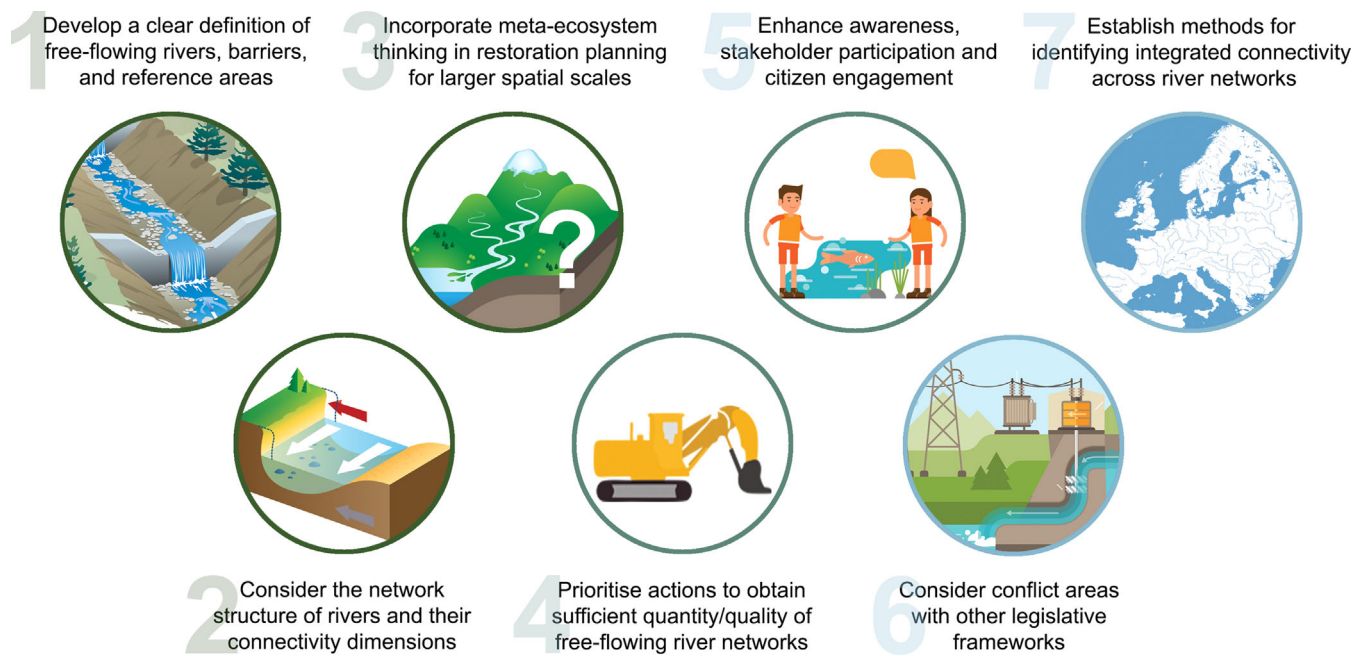 1
Develop a clear definition of
free-flowing rivers, barriers,
and reference areas
3
Incorporate meta-ecosystem
thinking in restoration planning
for larger spatial scales
5
Enhance awareness,
stakeholder participation and
citizen engagement
7
Establish methods for
identifying integrated connectivity
across river networks
?
2
Consider the network
structure of rivers and their
connectivity dimensions
4
Prioritise actions to obtain
sufficient quantity/quality of
free-flowing river networks
6
Consider conflict areas
with other legislative
frameworks